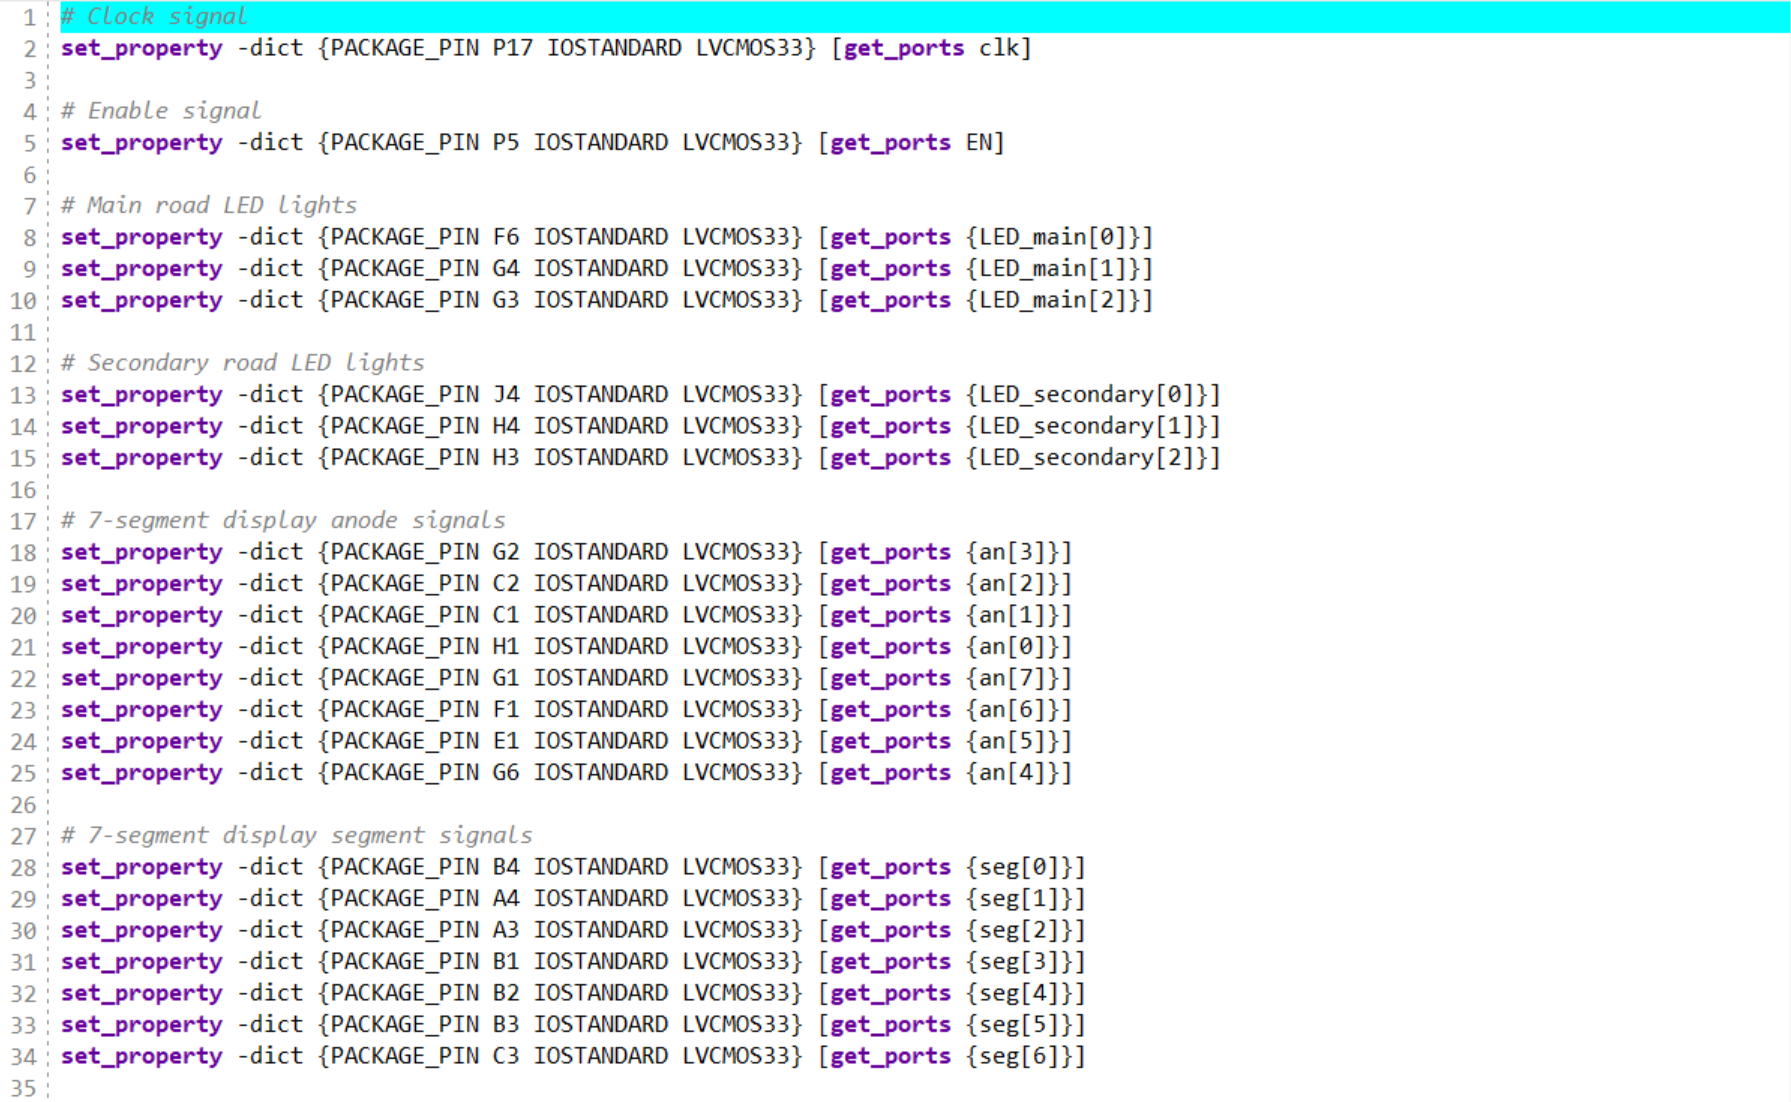 1 # Clock signal
2 set_property -dict {PACKAGE_PIN P17 IOSTANDARD LVCMOS33} [get_ports clk]
3
4 # Enable signal
5 set_property -dict {PACKAGE_PIN P5 IOSTANDARD LVCMOS33} [get_ports EN]
6
7 # Main road LED lights
8 set_property -dict {PACKAGE_PIN F6 IOSTANDARD LVCMOS33} [get_ports {LED_main[0]}]
9 set_property -dict {PACKAGE_PIN G4 IOSTANDARD LVCMOS33} [get_ports {LED_main[1]}]
10 set_property -dict {PACKAGE_PIN G3 IOSTANDARD LVCMOS33} [get_ports {LED_main[2]}]
11
12 # Secondary road LED lights
13 set_property -dict {PACKAGE_PIN J4 IOSTANDARD LVCMOS33} [get_ports {LED_secondary[0]}]
14 set_property -dict {PACKAGE_PIN H4 IOSTANDARD LVCMOS33} [get_ports {LED_secondary[1]}]
15 set_property -dict {PACKAGE_PIN H3 IOSTANDARD LVCMOS33} [get_ports {LED_secondary[2]}]
16
17 # 7-segment display anode signals
18 set_property -dict {PACKAGE_PIN G2 IOSTANDARD LVCMOS33} [get_ports {an[3]}]
19 set_property -dict {PACKAGE_PIN C2 IOSTANDARD LVCMOS33} [get_ports {an[2]}]
20 set_property -dict {PACKAGE_PIN C1 IOSTANDARD LVCMOS33} [get_ports {an[1]}]
21 set_property -dict {PACKAGE_PIN H1 IOSTANDARD LVCMOS33} [get_ports {an[0]}]
22 set_property -dict {PACKAGE_PIN G1 IOSTANDARD LVCMOS33} [get_ports {an[7]}]
23 set_property -dict {PACKAGE_PIN F1 IOSTANDARD LVCMOS33} [get_ports {an[6]}]
24 set_property -dict {PACKAGE_PIN E1 IOSTANDARD LVCMOS33} [get_ports {an[5]}]
25 set_property -dict {PACKAGE_PIN G6 IOSTANDARD LVCMOS33} [get_ports {an[4]}]
26
27 # 7-segment display segment signals
28 set_property -dict {PACKAGE_PIN B4 IOSTANDARD LVCMOS33} [get_ports {seg[0]}]
29 set_property -dict {PACKAGE_PIN A4 IOSTANDARD LVCMOS33} [get_ports {seg[1]}]
30 set_property -dict {PACKAGE_PIN A3 IOSTANDARD LVCMOS33} [get_ports {seg[2]}]
31 set_property -dict {PACKAGE_PIN B1 IOSTANDARD LVCMOS33} [get_ports {seg[3]}]
32 set_property -dict {PACKAGE_PIN B2 IOSTANDARD LVCMOS33} [get_ports {seg[4]}]
33 set_property -dict {PACKAGE_PIN B3 IOSTANDARD LVCMOS33} [get_ports {seg[5]}]
34 set_property -dict {PACKAGE_PIN C3 IOSTANDARD LVCMOS33} [get_ports {seg[6]}]
35